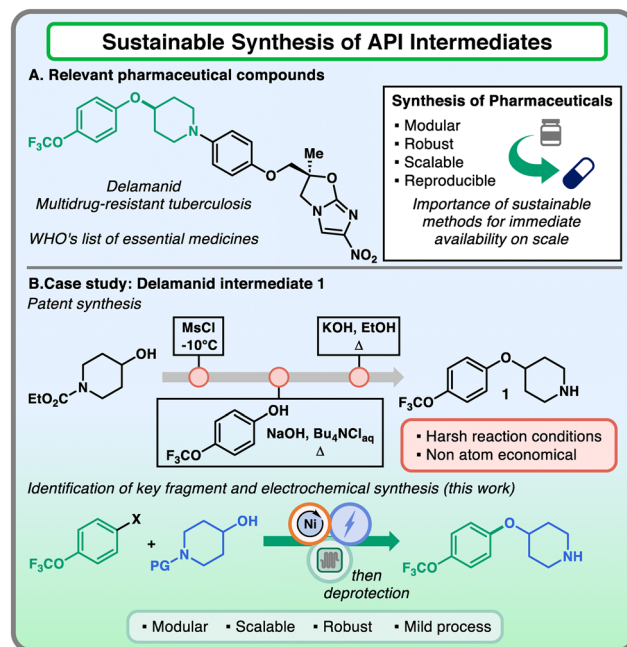 Sustainable Synthesis of API Intermediates
A. Relevant pharmaceutical compounds
F₃CO
O
N
O
Me
O
N
N
NO₂
Delamanid
Multidrug-resistant tuberculosis
WHO's list of essential medicines
Synthesis of Pharmaceuticals
▪ Modular
▪ Robust
▪ Scalable
▪ Reproducible
Importance of sustainable
methods for immediate
availability on scale
B.Case study: Delamanid intermediate 1
Patent synthesis
OH
N
EtO₂C
MsCl
-10°C
KOH, EtOH
Δ
OH
NaOH, Bu₄NClaq
F₃CO
Δ
O
1
NH
F₃CO
▪ Harsh reaction conditions
▪ Non atom economical
Identification of key fragment and electrochemical synthesis (this work)
X
F₃CO
+
OH
N
PG
Ni
then
deprotection
O
NH
F₃CO
▪ Modular ▪ Scalable ▪ Robust ▪ Mild process